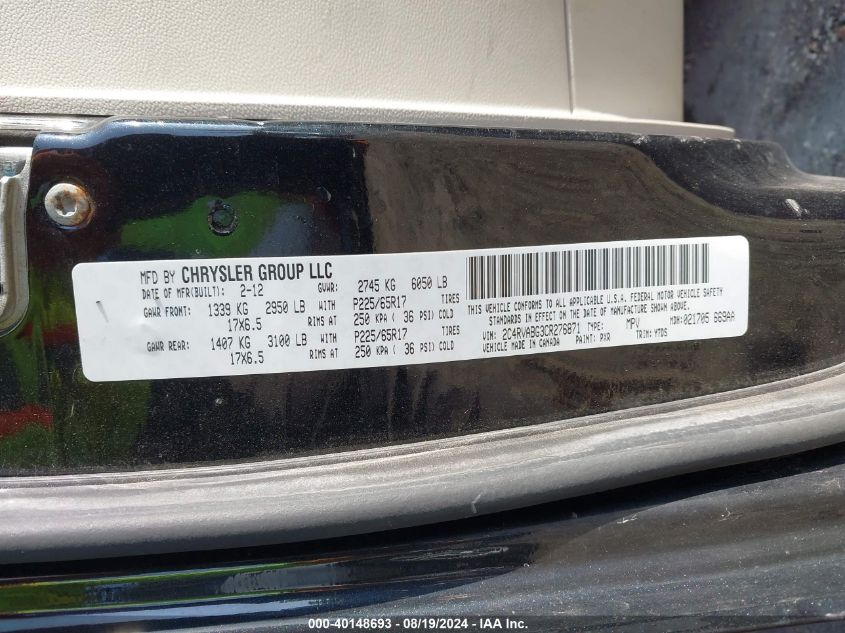 MFD BY CHRYSLER GROUP LLC
DATE OF MFR(BUILT): 2-12 GVWR: 2745 KG 6050 LB
GAWR FRONT: 1339 KG 2950 LB WITH P225/65R17 TIRES
17X6.5 RIMS AT 250 KPA ( 36 PSI) COLD
GAWR REAR: 1407 KG 3100 LB WITH P225/65R17 TIRES
17X6.5 RIMS AT 250 KPA ( 36 PSI) COLD
THIS VEHICLE CONFORMS TO ALL APPLICABLE U.S.A. FEDERAL MOTOR VEHICLE SAFETY
STANDARDS IN EFFECT ON THE DATE OF MANUFACTURE SHOWN ABOVE.
VIN: 2C4RVABG3CR276871 TYPE: MPV MDH: 021705 669AA
VEHICLE MADE IN CANADA PAINT: PXR TRIM: YTDS
000-40148693 - 08/19/2024 - IAA Inc.